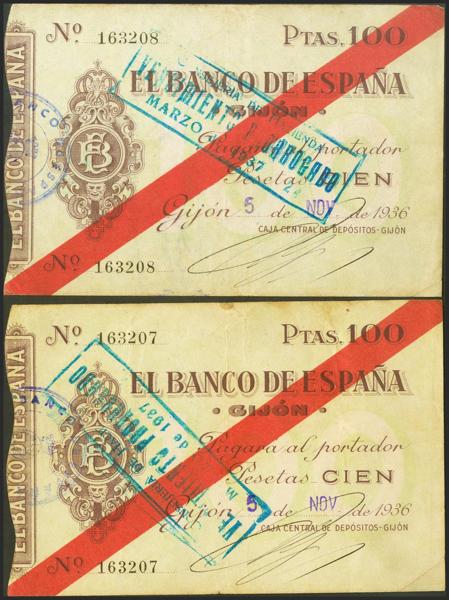 Nº 163208
PTAS. 100
EL BANCO DE ESPAÑA
GIJÓN
Pagará al portador
Pesetas CIEN
Gijón 5 de NOV. de 1936
CAJA CENTRAL DE DEPÓSITOS-GIJÓN
Nº 163208
EL BANCO DE ESPAÑA
BANCO
VENCIMIENTO PRORROGADO
MARZO 1937
Nº 163207
PTAS. 100
EL BANCO DE ESPAÑA
GIJÓN
Pagará al portador
Pesetas CIEN
Gijón 5 de NOV. de 1936
CAJA CENTRAL DE DEPÓSITOS-GIJÓN
Nº 163207
EL BANCO DE ESPAÑA
BANC
de 1937